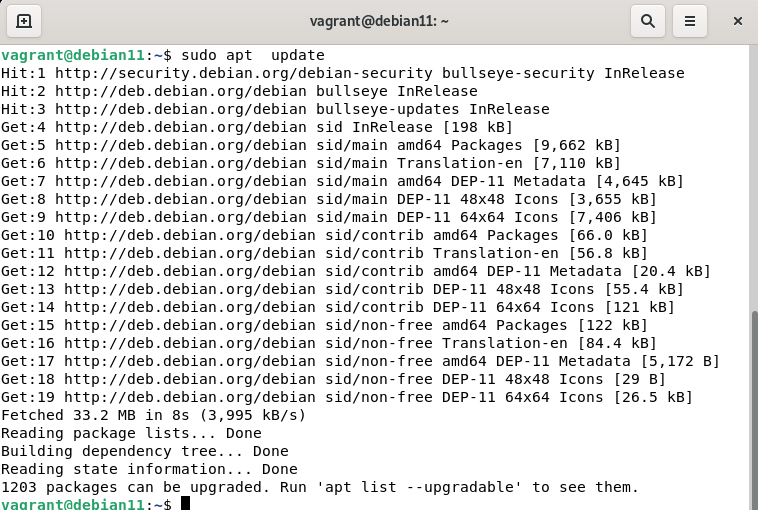 vagrant@debian11: ~
vagrant@debian11:~$ sudo apt  update
Hit:1 http://security.debian.org/debian-security bullseye-security InRelease
Hit:2 http://deb.debian.org/debian bullseye InRelease
Hit:3 http://deb.debian.org/debian bullseye-updates InRelease
Get:4 http://deb.debian.org/debian sid InRelease [198 kB]
Get:5 http://deb.debian.org/debian sid/main amd64 Packages [9,662 kB]
Get:6 http://deb.debian.org/debian sid/main Translation-en [7,110 kB]
Get:7 http://deb.debian.org/debian sid/main amd64 DEP-11 Metadata [4,645 kB]
Get:8 http://deb.debian.org/debian sid/main DEP-11 48x48 Icons [3,655 kB]
Get:9 http://deb.debian.org/debian sid/main DEP-11 64x64 Icons [7,406 kB]
Get:10 http://deb.debian.org/debian sid/contrib amd64 Packages [66.0 kB]
Get:11 http://deb.debian.org/debian sid/contrib Translation-en [56.8 kB]
Get:12 http://deb.debian.org/debian sid/contrib amd64 DEP-11 Metadata [20.4 kB]
Get:13 http://deb.debian.org/debian sid/contrib DEP-11 48x48 Icons [55.4 kB]
Get:14 http://deb.debian.org/debian sid/contrib DEP-11 64x64 Icons [121 kB]
Get:15 http://deb.debian.org/debian sid/non-free amd64 Packages [122 kB]
Get:16 http://deb.debian.org/debian sid/non-free Translation-en [84.4 kB]
Get:17 http://deb.debian.org/debian sid/non-free amd64 DEP-11 Metadata [5,172 B]
Get:18 http://deb.debian.org/debian sid/non-free DEP-11 48x48 Icons [29 B]
Get:19 http://deb.debian.org/debian sid/non-free DEP-11 64x64 Icons [26.5 kB]
Fetched 33.2 MB in 8s (3,995 kB/s)
Reading package lists... Done
Building dependency tree... Done
Reading state information... Done
1203 packages can be upgraded. Run 'apt list --upgradable' to see them.
vagrant@debian11:~$